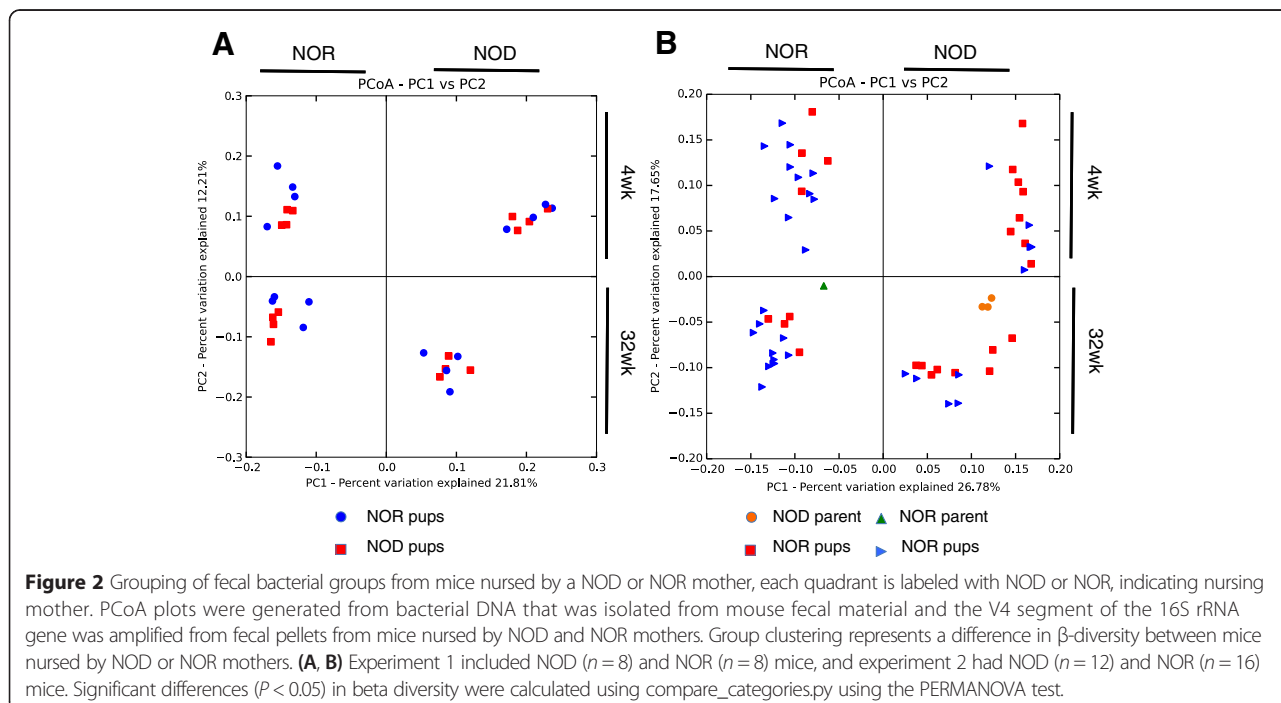 A
NOR
NOD
PCoA - PC1 vs PC2
0.3
0.2
0.1
0.0
−0.1
−0.2
−0.3
PC2 - Percent variation explained 12.21%
−0.2
−0.1
0.0
0.1
0.2
0.3
PC1 - Percent variation explained 21.81%
4wk
32wk
NOR pups
NOD pups
B
NOR
NOD
PCoA - PC1 vs PC2
0.20
0.15
0.10
0.05
0.00
−0.05
−0.10
−0.15
−0.20
PC2 - Percent variation explained 17.65%
−0.20
−0.15
−0.10
−0.05
0.00
0.05
0.10
0.15
0.20
PC1 - Percent variation explained 26.78%
4wk
32wk
NOD parent
NOR parent
NOR pups
NOR pups
Figure 2 Grouping of fecal bacterial groups from mice nursed by a NOD or NOR mother, each quadrant is labeled with NOD or NOR, indicating nursing
mother. PCoA plots were generated from bacterial DNA that was isolated from mouse fecal material and the V4 segment of the 16S rRNA
gene was amplified from fecal pellets from mice nursed by NOD and NOR mothers. Group clustering represents a difference in β-diversity between mice
nursed by NOD or NOR mothers. (A, B) Experiment 1 included NOD (n = 8) and NOR (n = 8) mice, and experiment 2 had NOD (n = 12) and NOR (n = 16)
mice. Significant differences (P < 0.05) in beta diversity were calculated using compare_categories.py using the PERMANOVA test.